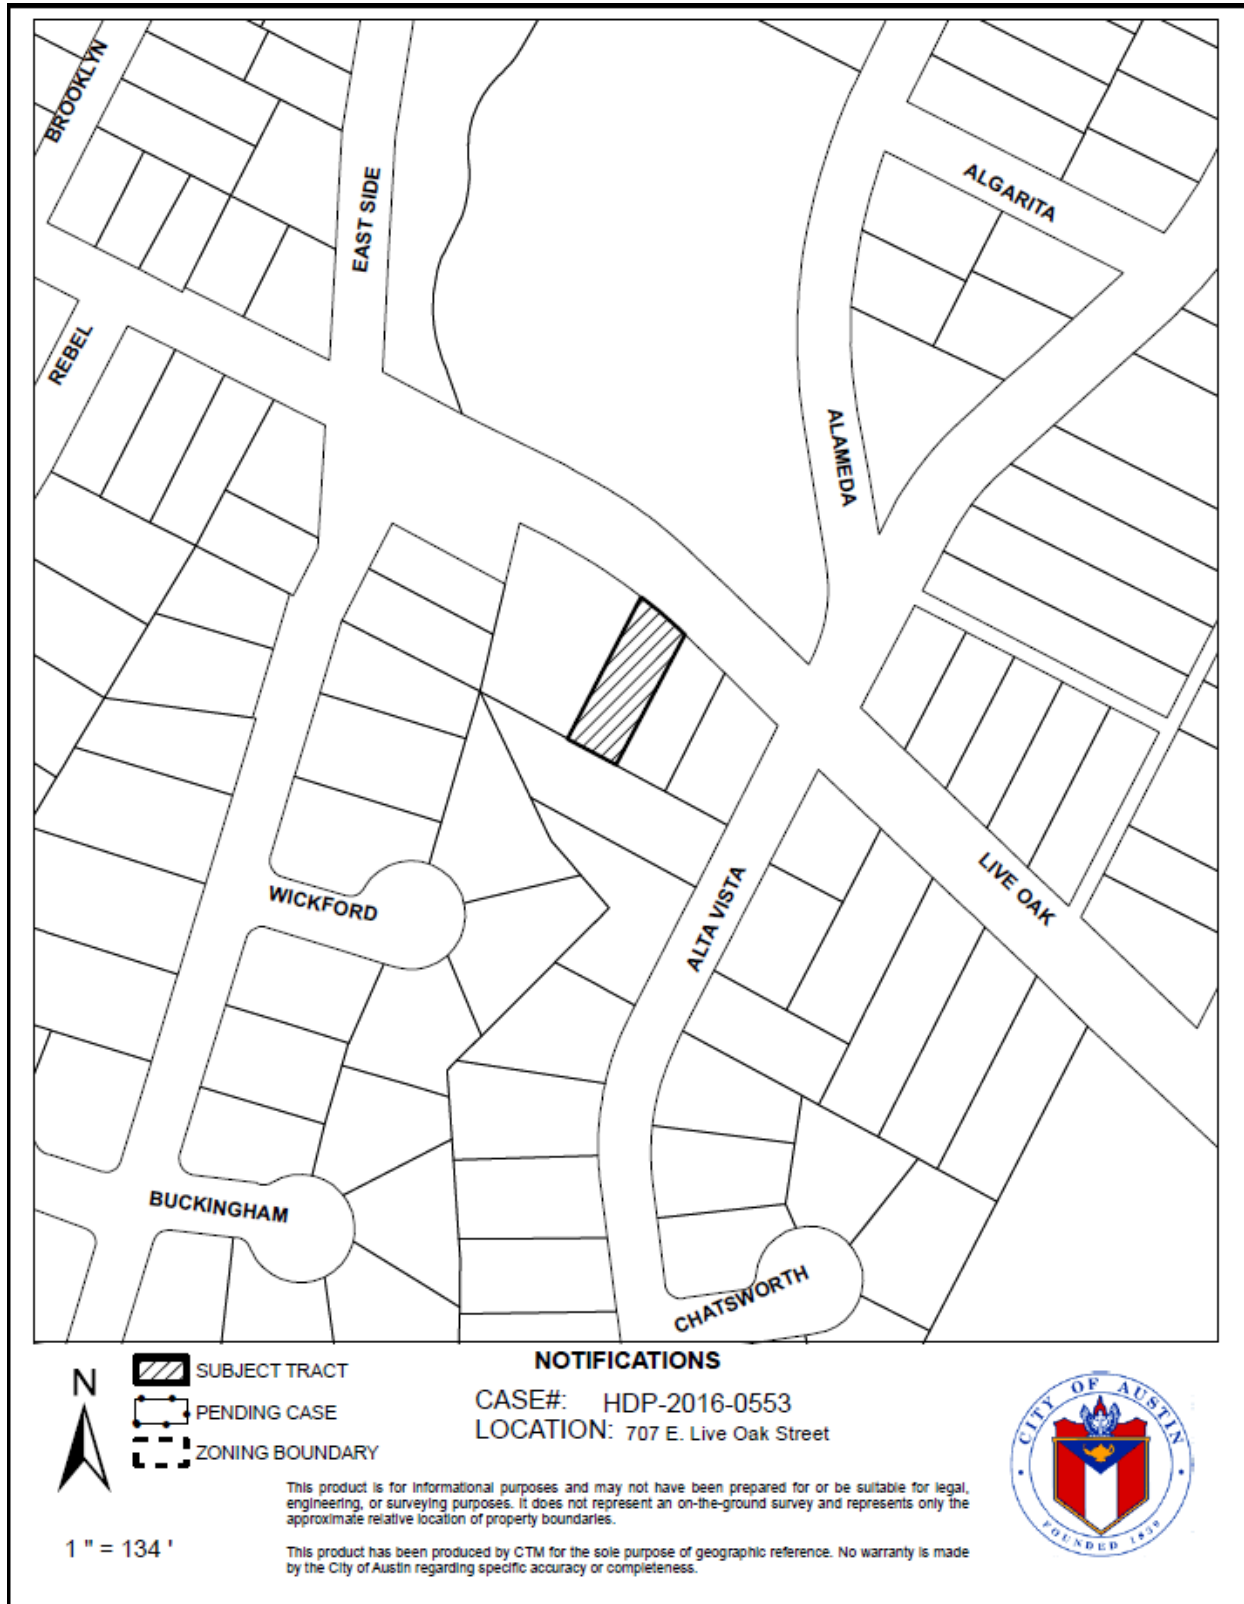 BROOKLYN
EAST SIDE
ALGARITA
REBEL
ALAMEDA
LIVE OAK
WICKFORD
ALTA VISTA
BUCKINGHAM
CHATSWORTH
N
SUBJECT TRACT
PENDING CASE
ZONING BOUNDARY
1 " = 134 '
NOTIFICATIONS
CASE#: HDP-2016-0553
LOCATION: 707 E. Live Oak Street
This product is for informational purposes and may not have been prepared for or be suitable for legal,
engineering, or surveying purposes. It does not represent an on-the-ground survey and represents only the
approximate relative location of property boundaries.
This product has been produced by CTM for the sole purpose of geographic reference. No warranty is made
by the City of Austin regarding specific accuracy or completeness.
CITY OF AUSTIN
FOUNDED 1839